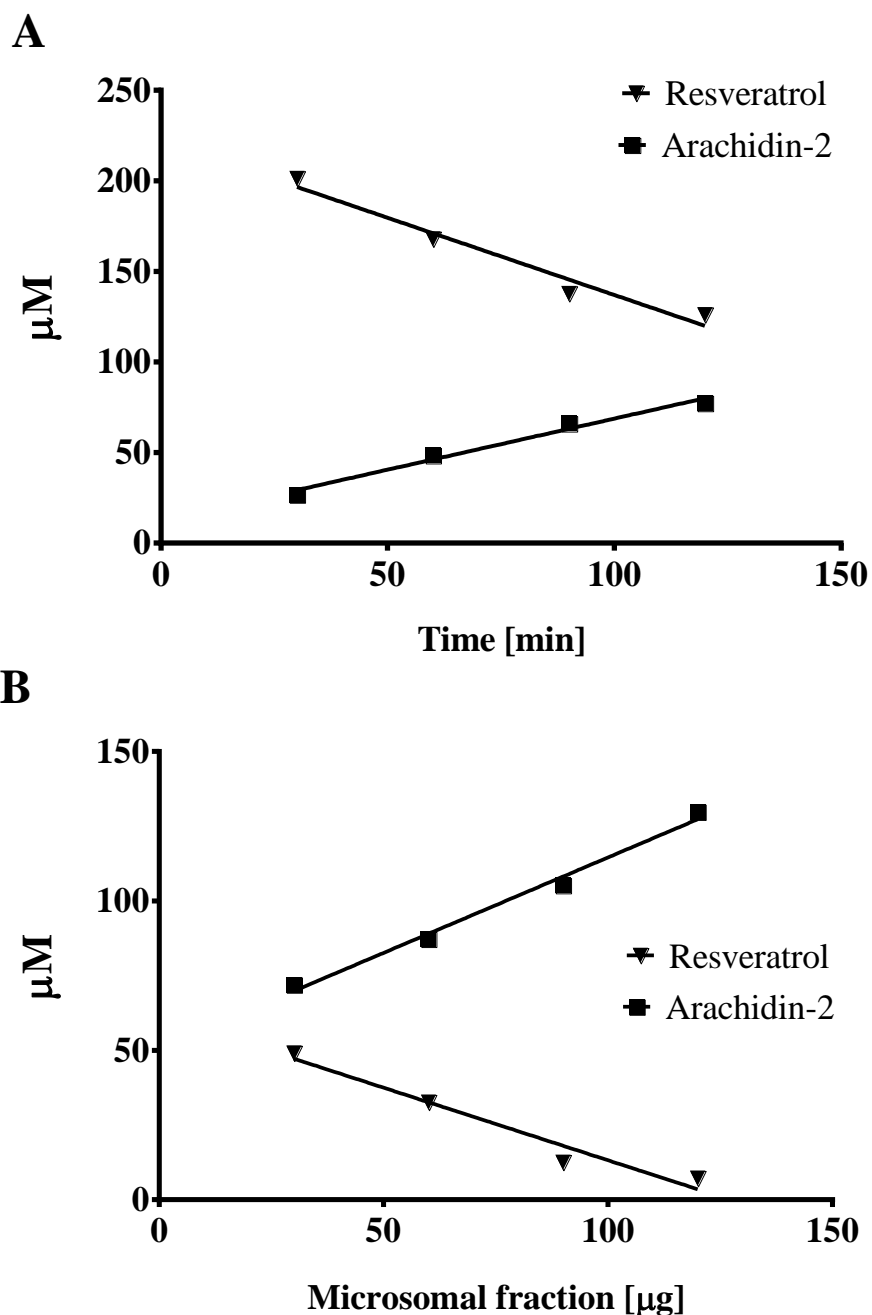 A
250
200
150
100
50
0
μM
Resveratrol
Arachidin-2
0 50 100 150
Time [min]
B
150
100
50
0
μM
Resveratrol
Arachidin-2
0 50 100 150
Microsomal fraction [μg]